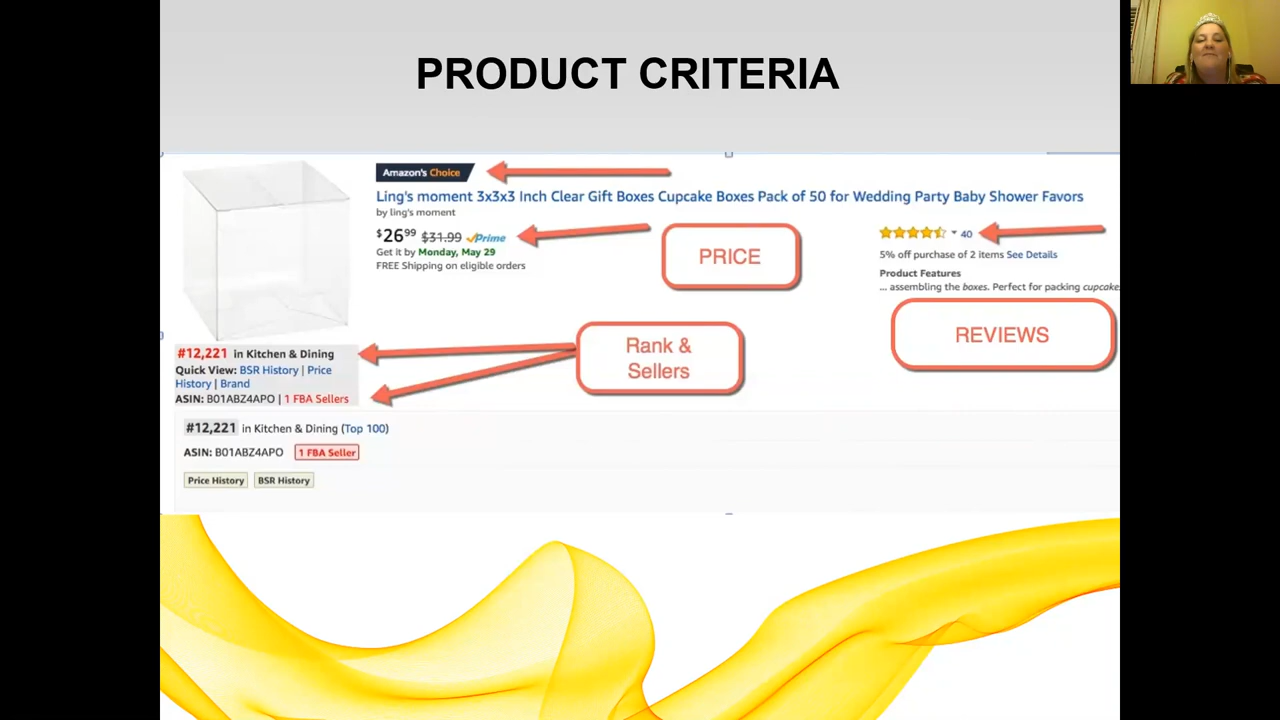 PRODUCT CRITERIA
Amazon's Choice
Ling's moment 3x3x3 Inch Clear Gift Boxes Cupcake Boxes Pack of 50 for Wedding Party Baby Shower Favors
by ling's moment
$26.99 $31.99 Prime
Get it by Monday, May 29
FREE Shipping on eligible orders
PRICE
40
5% off purchase of 2 items See Details
Product Features
... assembling the boxes. Perfect for packing cupcake
REVIEWS
Rank &
Sellers
#12,221 in Kitchen & Dining
Quick View: BSR History | Price
History | Brand
ASIN: B01ABZ4APO | 1 FBA Sellers
#12,221 in Kitchen & Dining (Top 100)
ASIN: B01ABZ4APO 1 FBA Seller
Price History BSR History